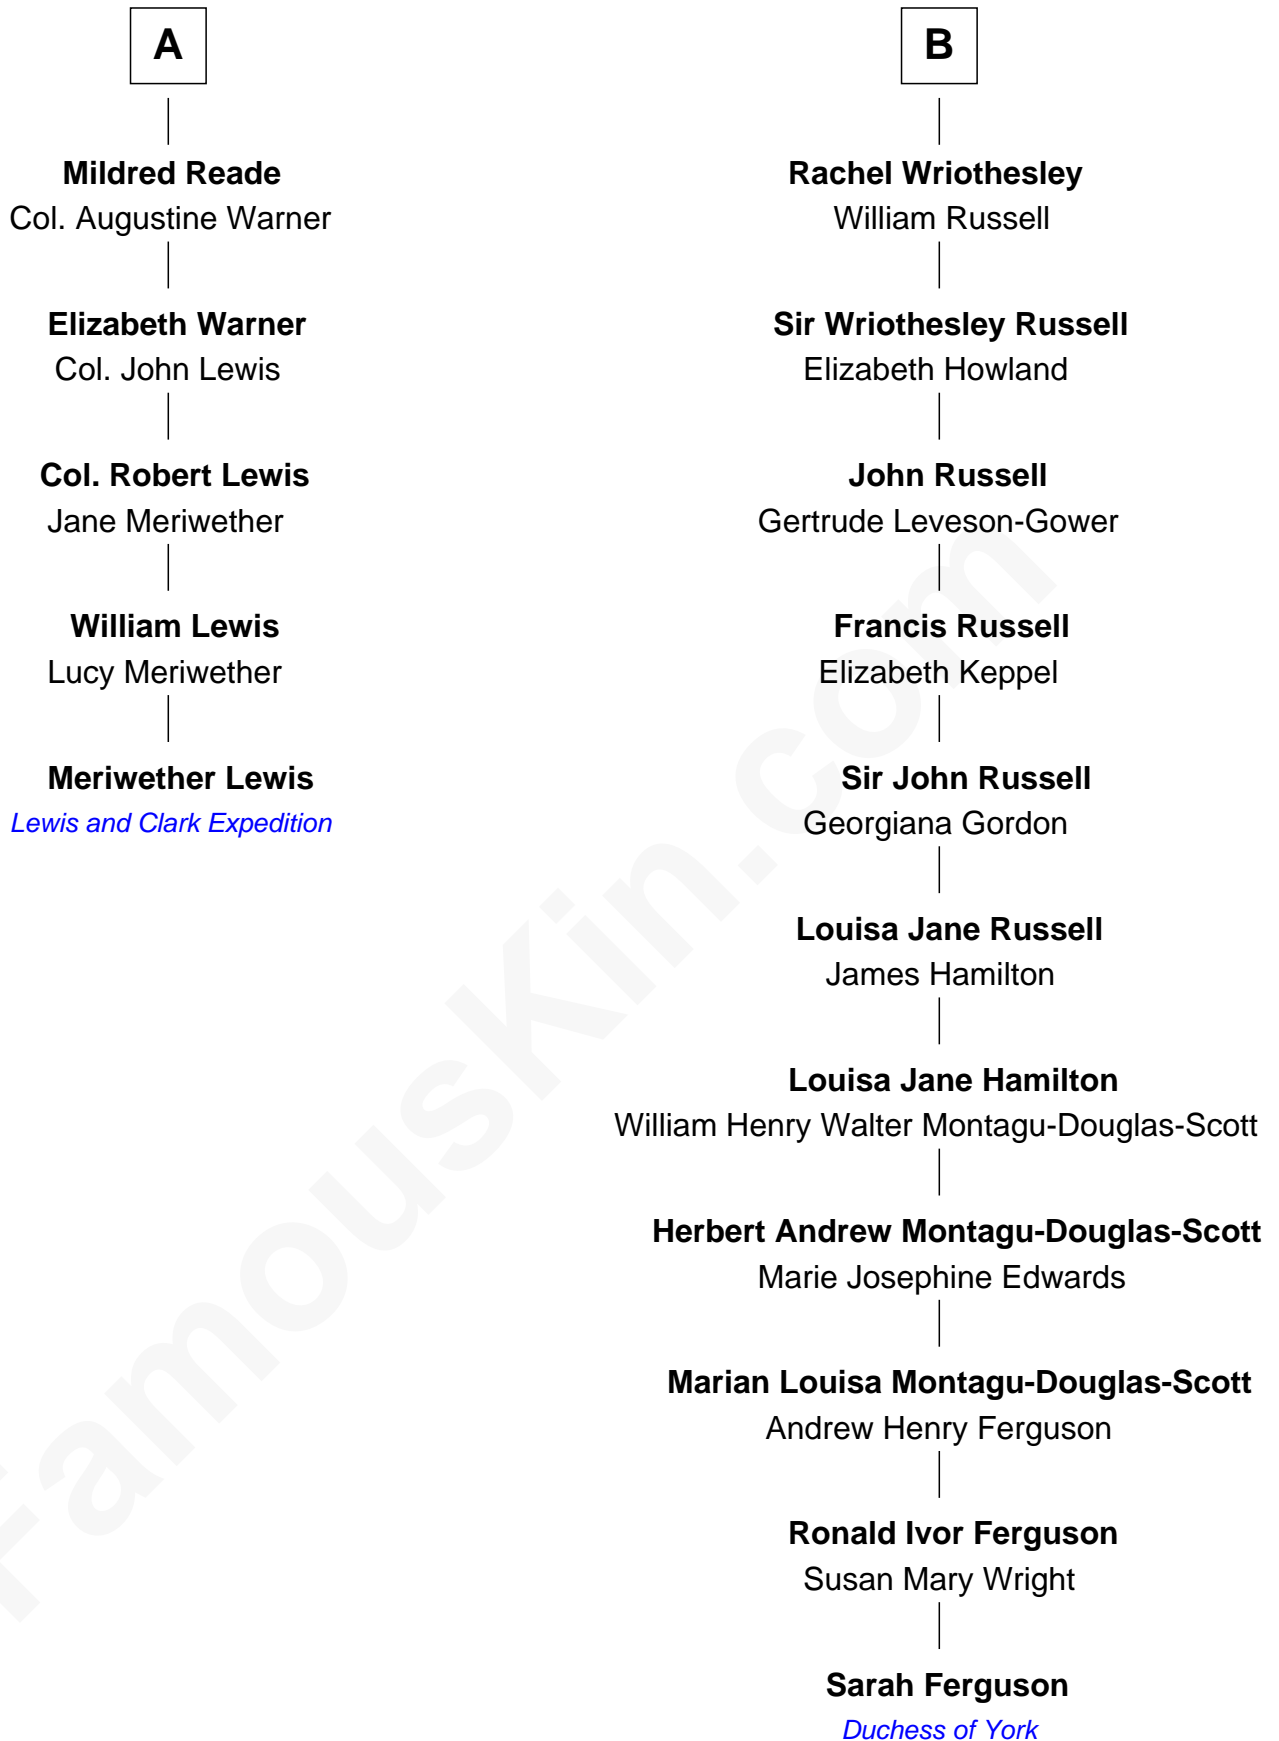 A
Mildred Reade
Col. Augustine Warner
Elizabeth Warner
Col. John Lewis
Col. Robert Lewis
Jane Meriwether
William Lewis
Lucy Meriwether
Meriwether Lewis
Lewis and Clark Expedition
B
Rachel Wriothesley
William Russell
Sir Wriothesley Russell
Elizabeth Howland
John Russell
Gertrude Leveson-Gower
Francis Russell
Elizabeth Keppel
Sir John Russell
Georgiana Gordon
Louisa Jane Russell
James Hamilton
Louisa Jane Hamilton
William Henry Walter Montagu-Douglas-Scott
Herbert Andrew Montagu-Douglas-Scott
Marie Josephine Edwards
Marian Louisa Montagu-Douglas-Scott
Andrew Henry Ferguson
Ronald Ivor Ferguson
Susan Mary Wright
Sarah Ferguson
Duchess of York
FamousKin.com